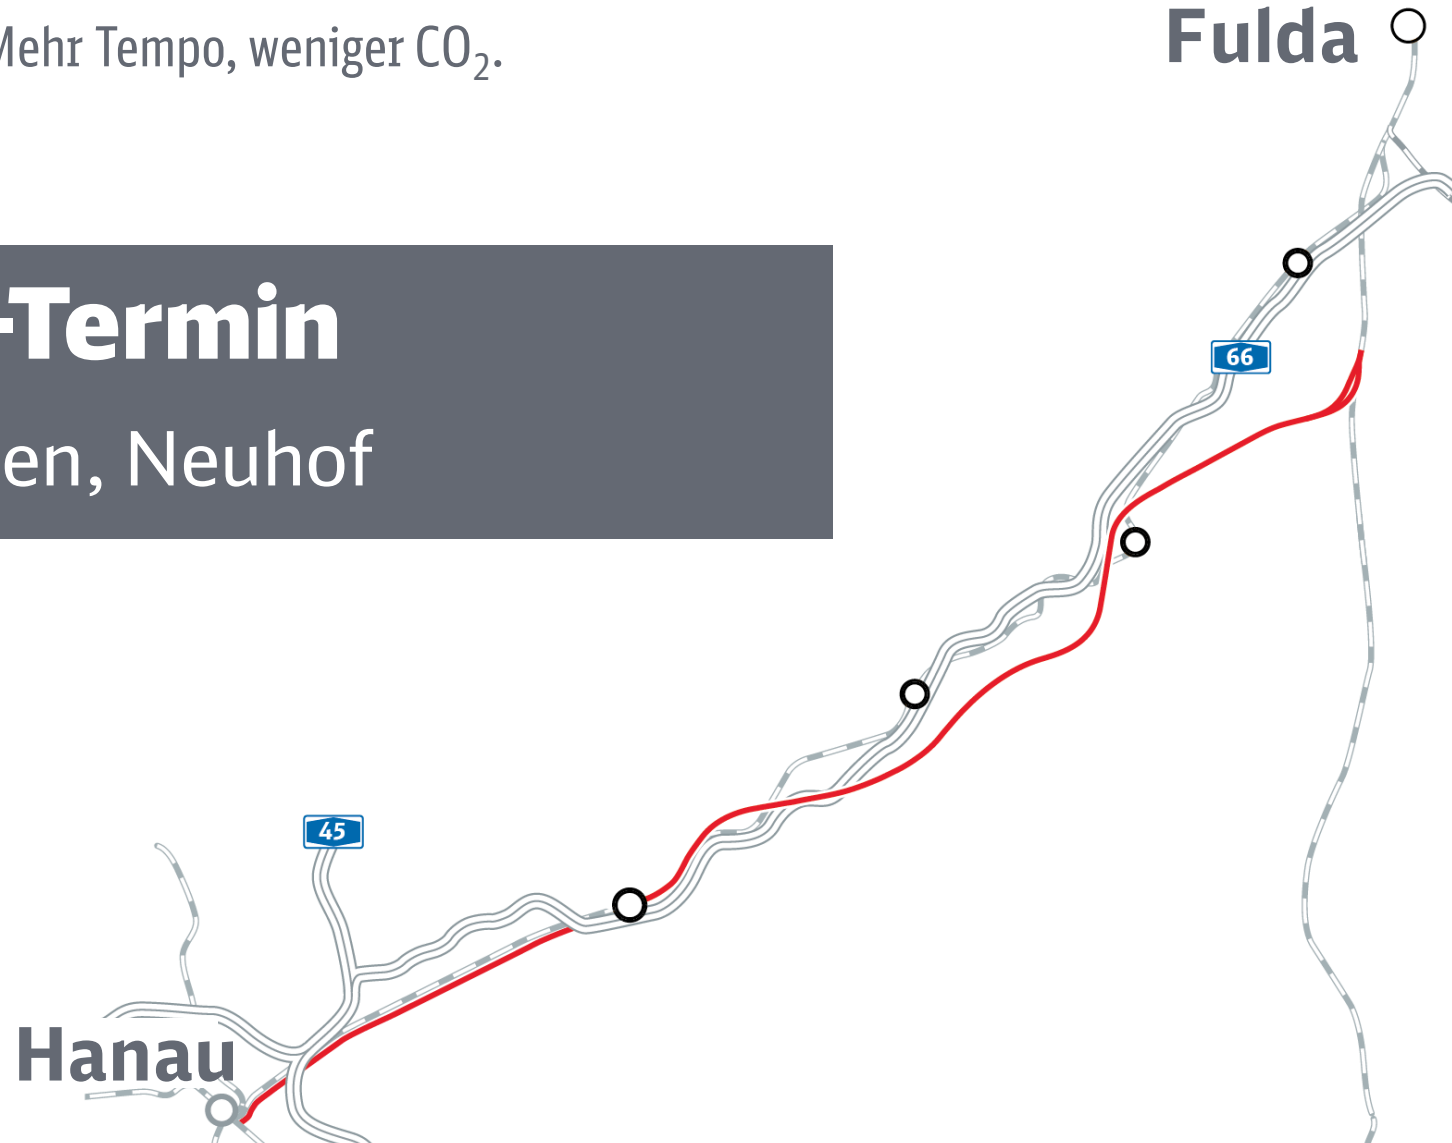 Mehr Tempo, weniger CO₂.
Fulda
-Termin
en, Neuhof
66
45
Hanau